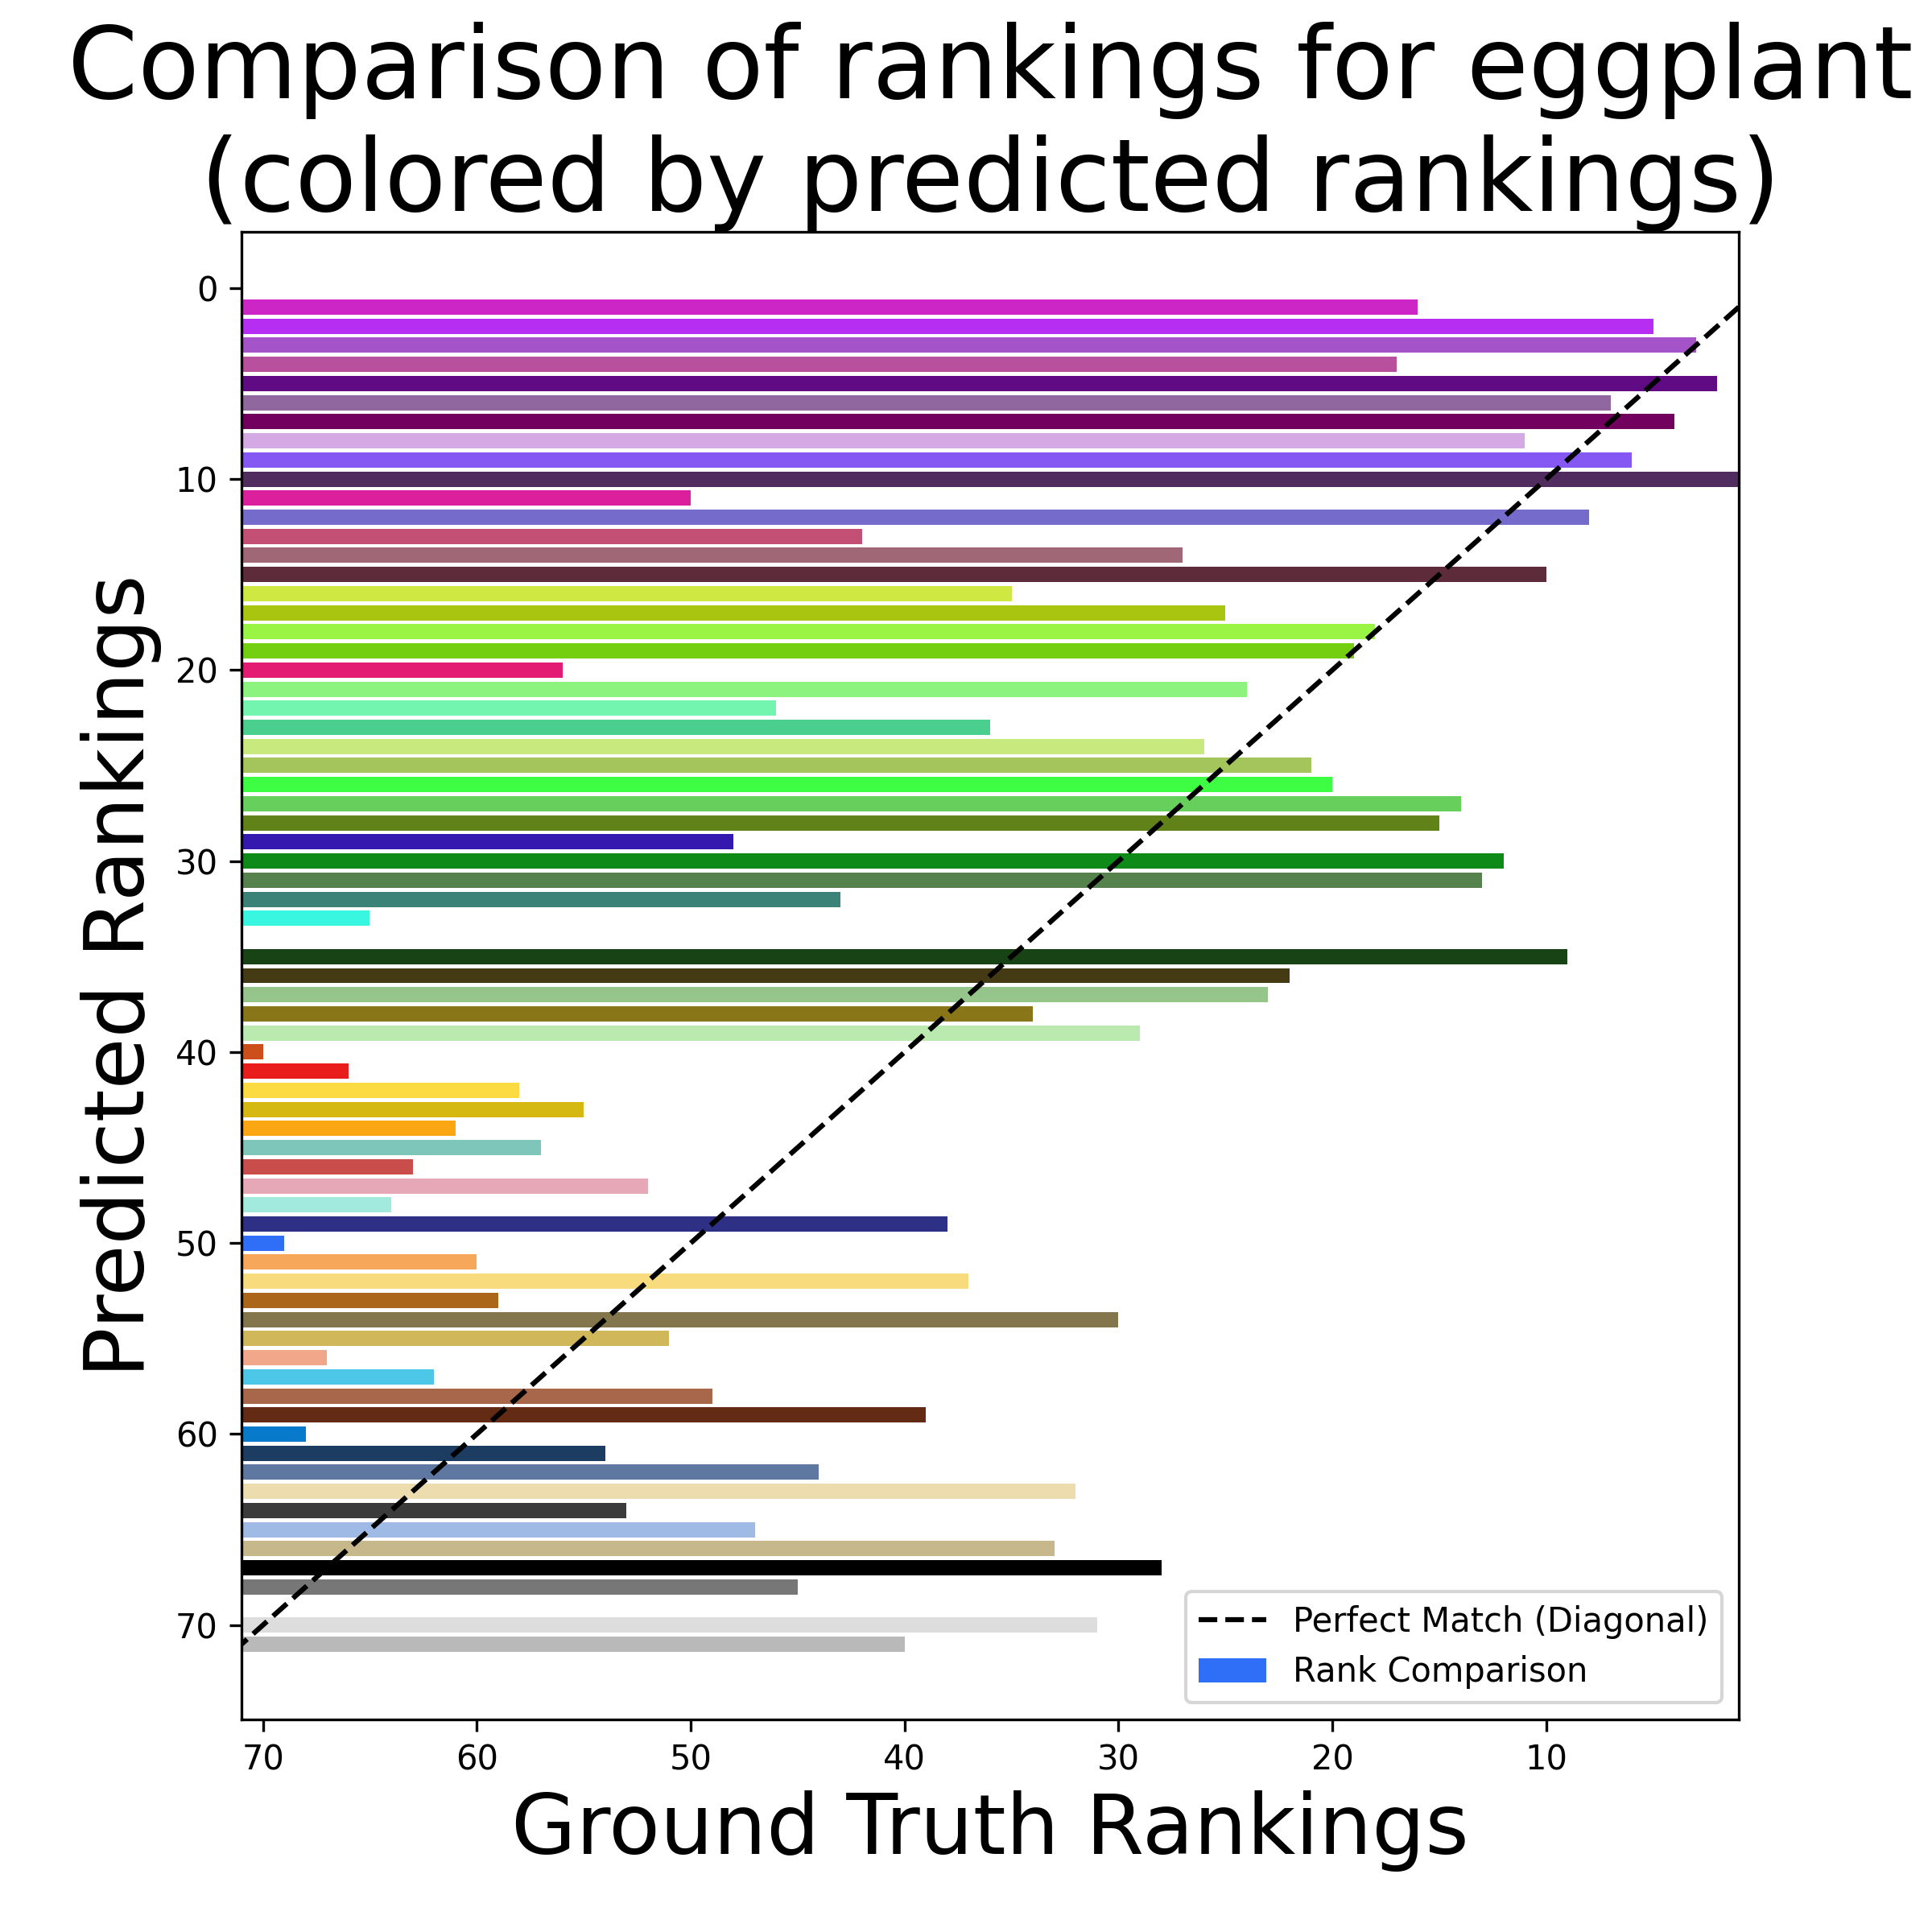 Comparison of rankings for eggplant
(colored by predicted rankings)
Predicted Rankings
0
10
20
30
40
50
60
70
70 60 50 40 30 20 10
Ground Truth Rankings
Perfect Match (Diagonal)
Rank Comparison